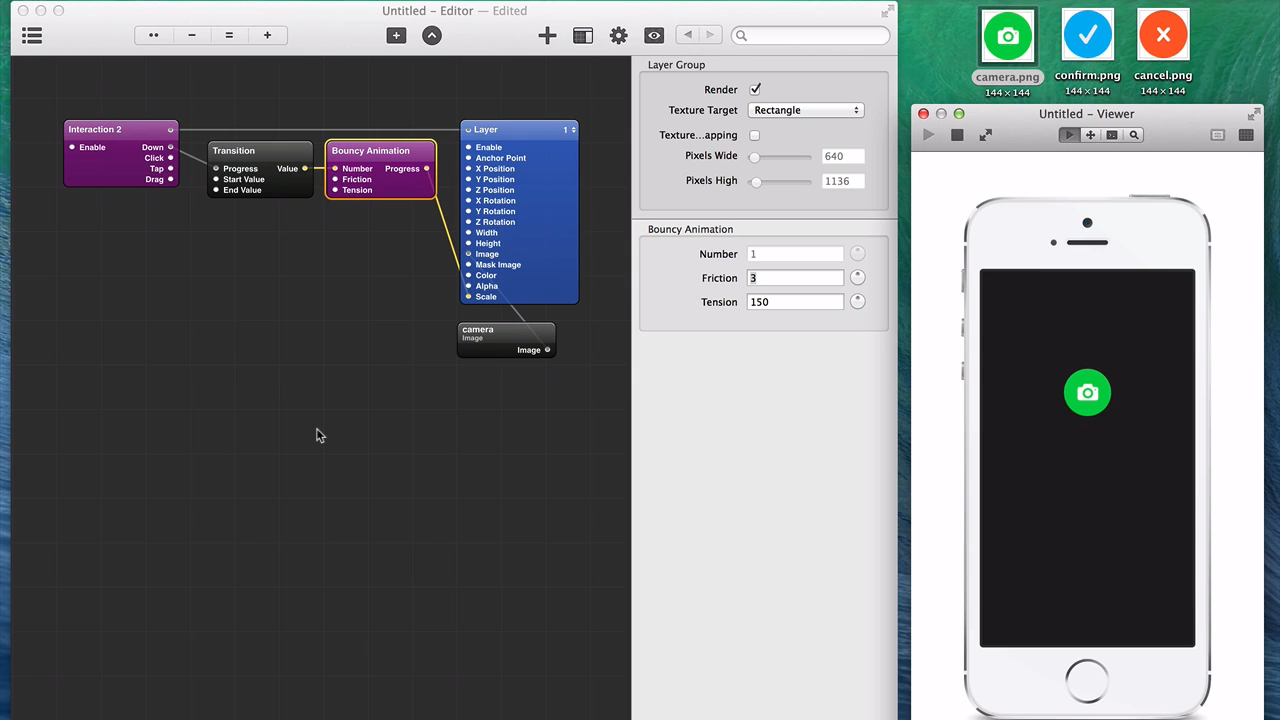 Untitled – Editor — Edited
Interaction 2
Enable
Down
Click
Tap
Drag
Transition
Progress
Value
Start Value
End Value
Bouncy Animation
Number
Progress
Friction
Tension
Layer
1
Enable
Anchor Point
X Position
Y Position
Z Position
X Rotation
Y Rotation
Z Rotation
Width
Height
Image
Mask Image
Color
Alpha
Scale
camera
Image
Image
Layer Group
Render
Texture Target
Rectangle
Texture...apping
Pixels Wide
640
Pixels High
1136
Bouncy Animation
Number
1
Friction
3
Tension
150
camera.png
144 × 144
confirm.png
144 × 144
cancel.png
144 × 144
Untitled – Viewer